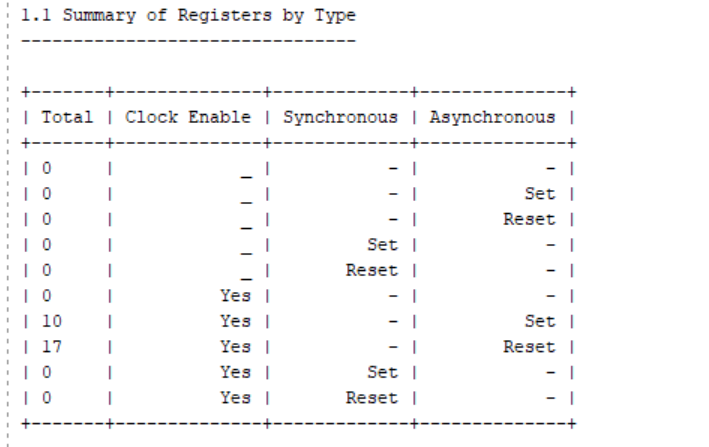 1.1 Summary of Registers by Type
--------------------------------
+-------+--------------+-------------+--------------+
| Total | Clock Enable | Synchronous | Asynchronous |
+-------+--------------+-------------+--------------+
| 0     |            _ |           - |            - |
| 0     |            _ |           - |          Set |
| 0     |            _ |           - |        Reset |
| 0     |            _ |         Set |            - |
| 0     |            _ |       Reset |            - |
| 0     |          Yes |           - |            - |
| 10    |          Yes |           - |          Set |
| 17    |          Yes |           - |        Reset |
| 0     |          Yes |         Set |            - |
| 0     |          Yes |       Reset |            - |
+-------+--------------+-------------+--------------+